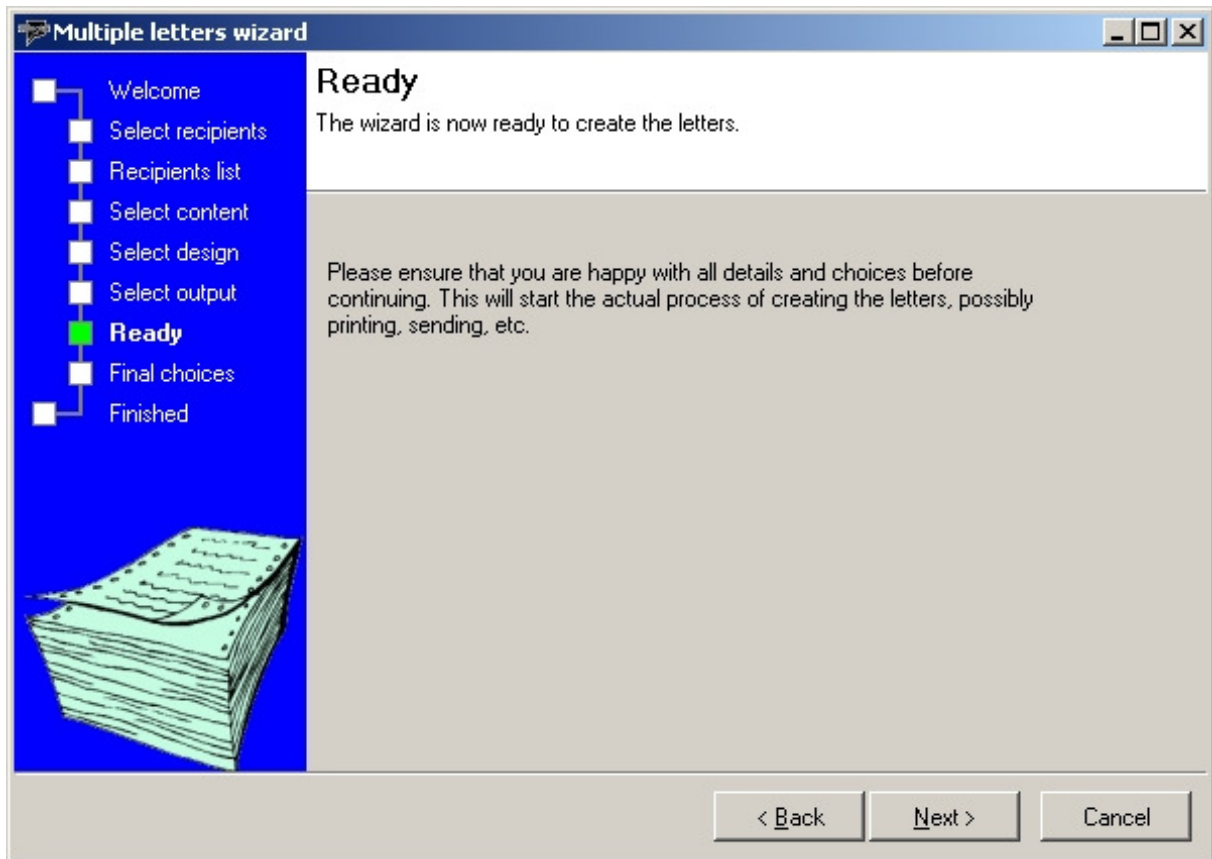 Multiple letters wizard
Welcome
Select recipients
Recipients list
Select content
Select design
Select output
Ready
Final choices
Finished
Ready
The wizard is now ready to create the letters.
Please ensure that you are happy with all details and choices before
continuing. This will start the actual process of creating the letters, possibly
printing, sending, etc.
< Back
Next >
Cancel